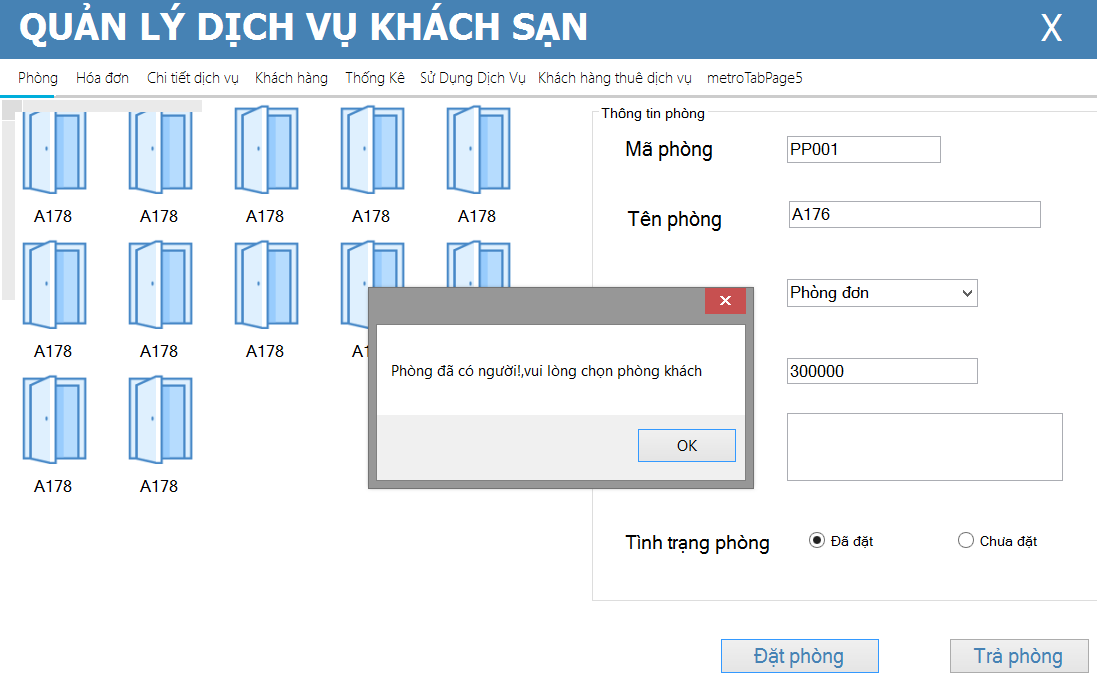 QUẢN LÝ DỊCH VỤ KHÁCH SẠN X
Phòng Hóa đơn Chi tiết dịch vụ Khách hàng Thống Kê Sử Dụng Dịch Vụ Khách hàng thuê dịch vụ metroTabPage5
A178 A178 A178 A178 A178
A178 A178 A178
A178 A178
Thông tin phòng
Mã phòng PP001
Tên phòng A176
Phòng đơn
300000
Phòng đã có người!,vui lòng chọn phòng khách
OK
Tình trạng phòng Đã đặt Chưa đặt
Đặt phòng Trả phòng